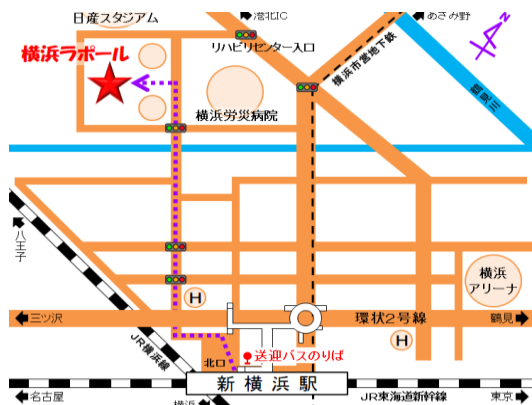 日産スタジアム
港北IC
あざみ野
横浜ラポール
リハビリセンター入口
横浜市営地下鉄
鶴見川
横浜労災病院
八王子
横浜
アリーナ
H
三ツ沢
環状2号線
鶴見
H
JR横浜線
北口
送迎バスのりば
新横浜駅
名古屋
横浜
JR東海道新幹線
東京
N